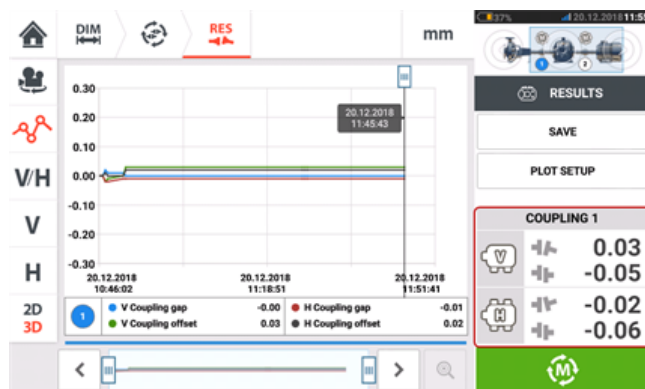 DIM
RES
mm
37%
20.12.2018 11:55
1
2
RESULTS
SAVE
PLOT SETUP
0.30
0.20
0.10
0.00
-0.10
-0.20
-0.30
20.12.2018
11:45:43
20.12.2018
10:46:02
20.12.2018
11:18:51
20.12.2018
11:51:41
V/H
V
H
2D
3D
1
V Coupling gap -0.00
H Coupling gap -0.01
V Coupling offset 0.03
H Coupling offset 0.02
COUPLING 1
V
0.03
-0.05
H
-0.02
-0.06
M